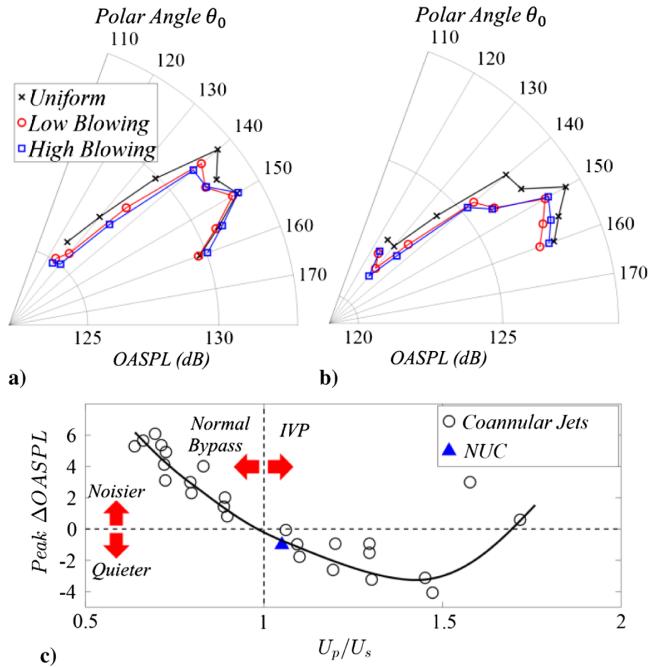 Polar Angle θ0
110
120
130
140
150
160
170
Uniform
Low Blowing
High Blowing
125
130
OASPL (dB)
a)
Polar Angle θ0
110
120
130
140
150
160
170
120
125
OASPL (dB)
b)
Peak ΔOASPL
6
4
2
0
-2
-4
Normal
Bypass
IVP
Noisier
Quieter
Coannular Jets
NUC
0.5
1
1.5
2
Up/Us
c)